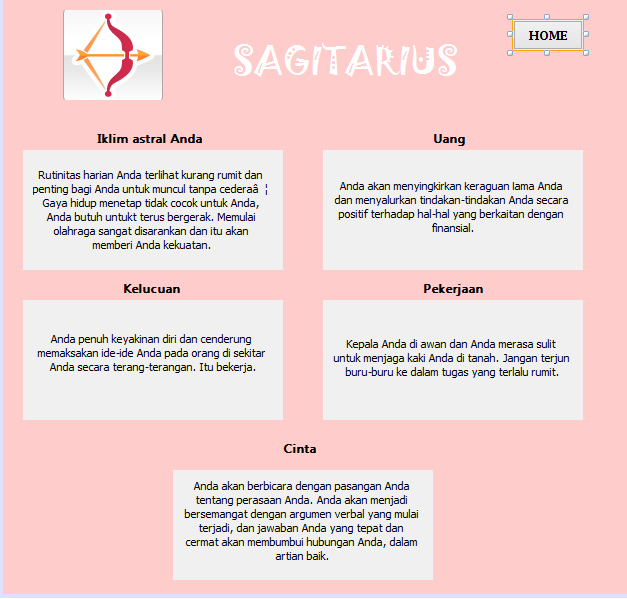 SAGITARIUS
HOME
Iklim astral Anda
Rutinitas harian Anda terlihat kurang rumit dan
penting bagi Anda untuk muncul tanpa cederaâ ¦
Gaya hidup menetap tidak cocok untuk Anda,
Anda butuh untukt terus bergerak. Memulai
olahraga sangat disarankan dan itu akan
memberi Anda kekuatan.
Uang
Anda akan menyingkirkan keraguan lama Anda
dan menyalurkan tindakan-tindakan Anda secara
positif terhadap hal-hal yang berkaitan dengan
finansial.
Kelucuan
Anda penuh keyakinan diri dan cenderung
memaksakan ide-ide Anda pada orang di sekitar
Anda secara terang-terangan. Itu bekerja.
Pekerjaan
Kepala Anda di awan dan Anda merasa sulit
untuk menjaga kaki Anda di tanah. Jangan terjun
buru-buru ke dalam tugas yang terlalu rumit.
Cinta
Anda akan berbicara dengan pasangan Anda
tentang perasaan Anda. Anda akan menjadi
bersemangat dengan argumen verbal yang mulai
terjadi, dan jawaban Anda yang tepat dan
cermat akan membumbui hubungan Anda, dalam
artian baik.